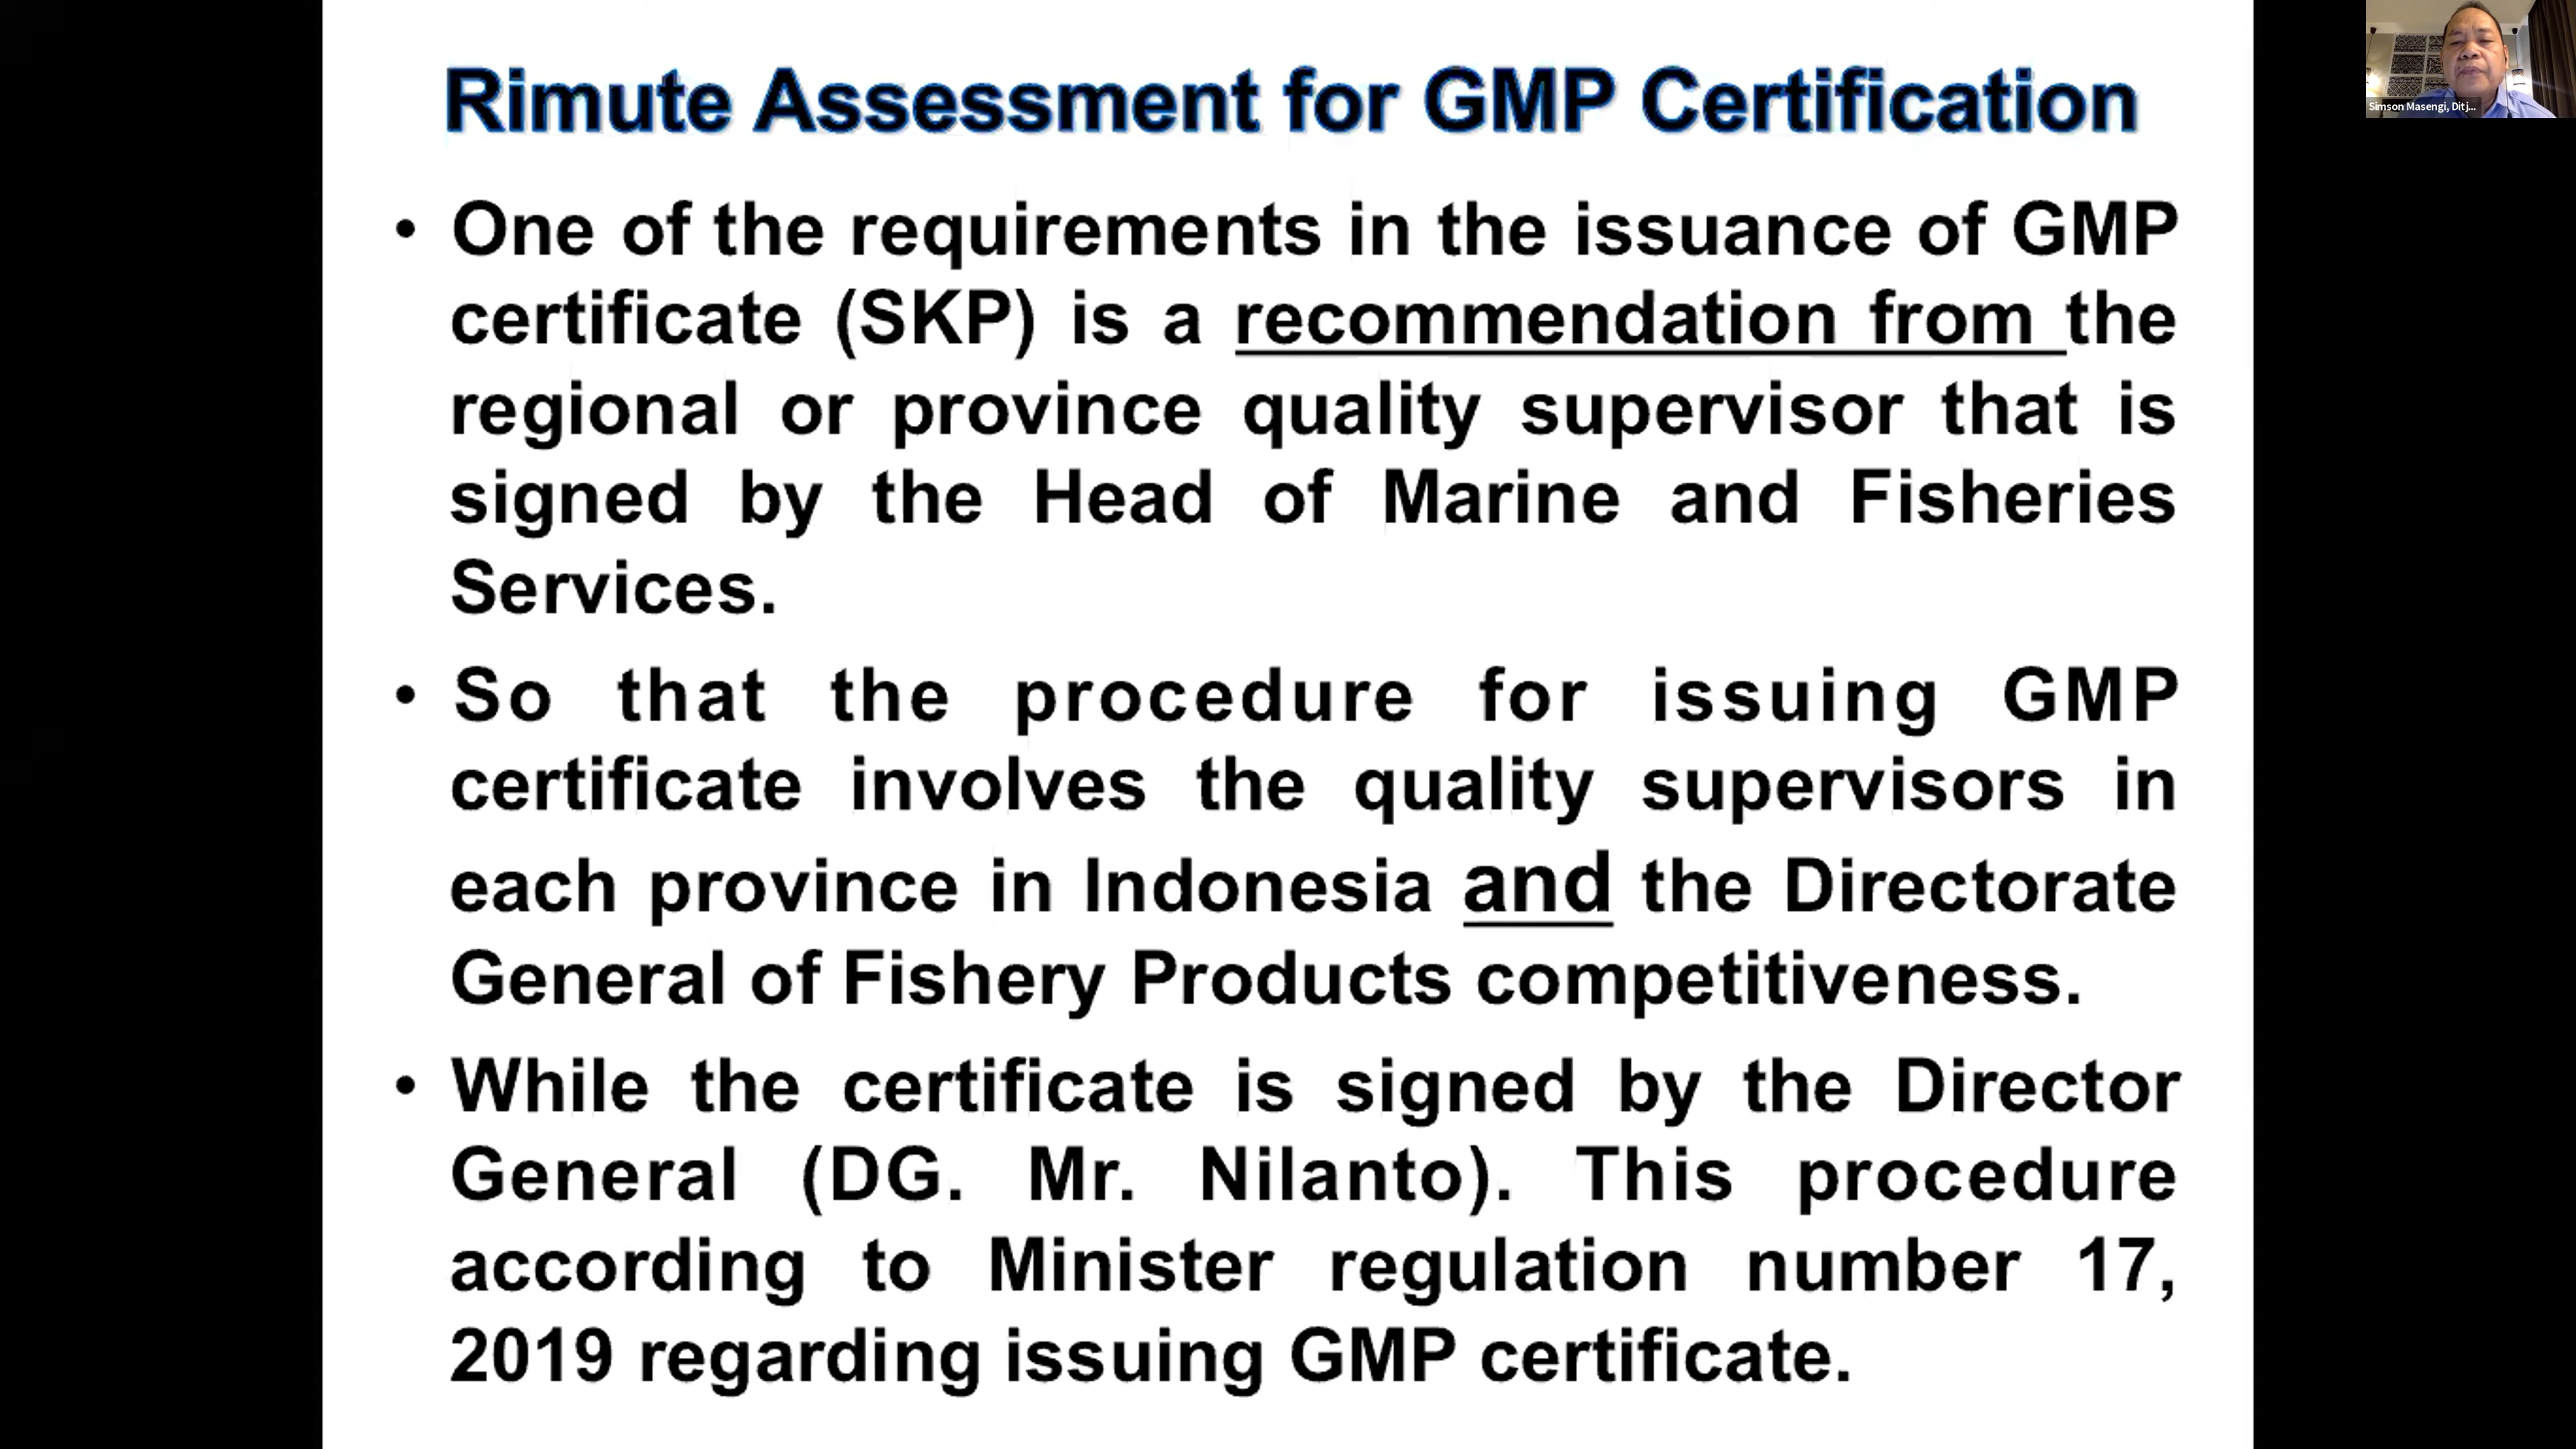 Rimute Assessment for GMP Certification
• One of the requirements in the issuance of GMP
certificate (SKP) is a recommendation from the
regional or province quality supervisor that is
signed by the Head of Marine and Fisheries
Services.
• So that the procedure for issuing GMP
certificate involves the quality supervisors in
each province in Indonesia and the Directorate
General of Fishery Products competitiveness.
• While the certificate is signed by the Director
General (DG. Mr. Nilanto). This procedure
according to Minister regulation number 17,
2019 regarding issuing GMP certificate.
Simson Masengi, Ditj...